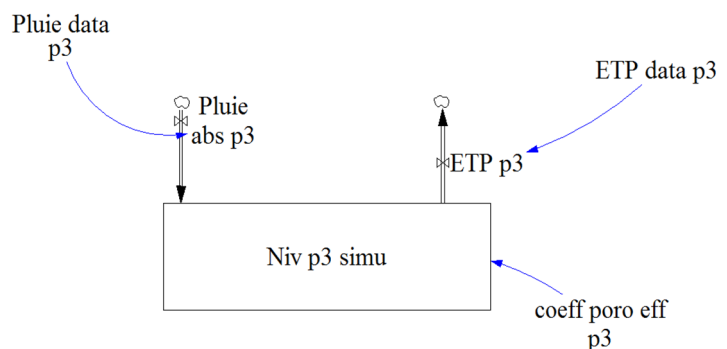 Pluie data
p3
ETP data p3
Pluie
abs p3
ETP p3
Niv p3 simu
coeff poro eff
p3